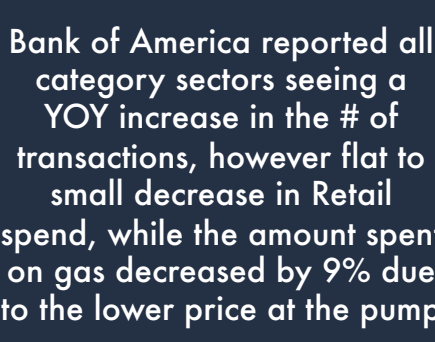 Bank of America reported all
category sectors seeing a
YOY increase in the # of
transactions, however flat to
small decrease in Retail
spend, while the amount spent
on gas decreased by 9% due
to the lower price at the pump